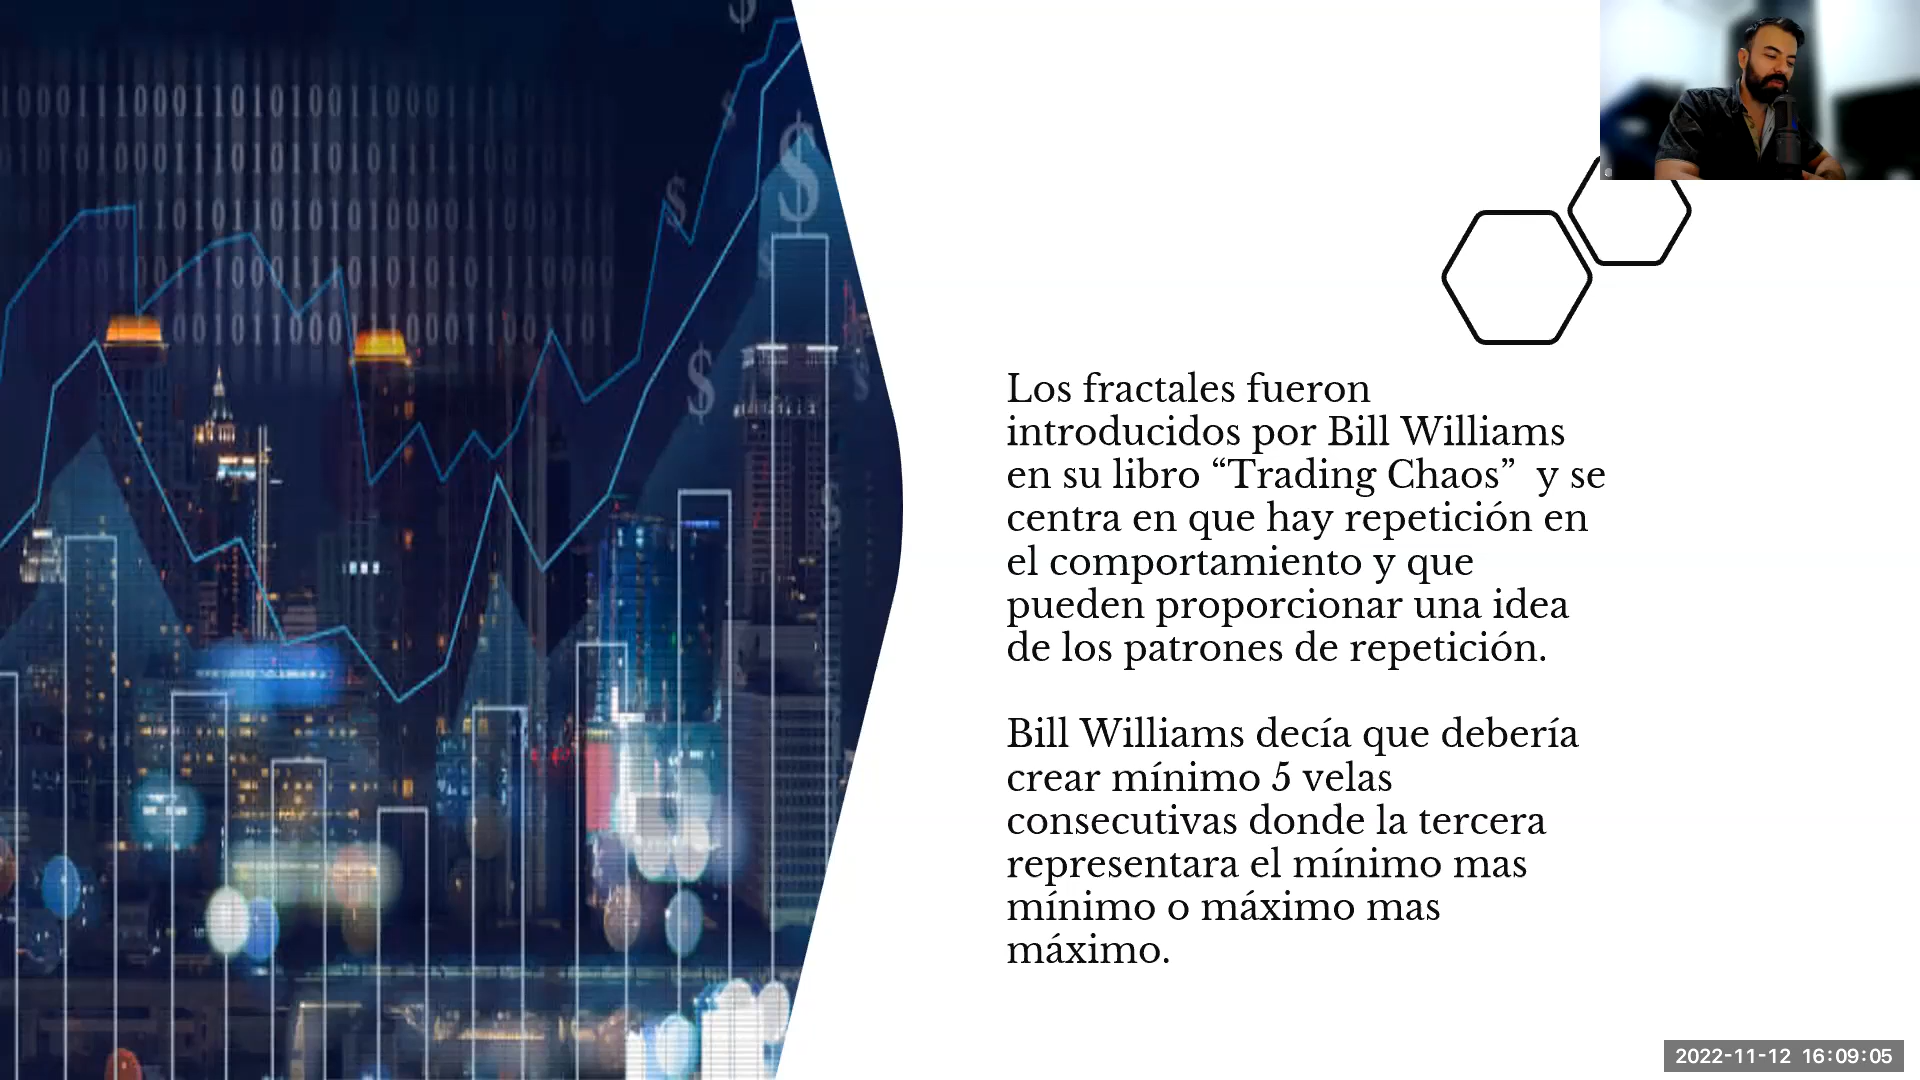 Los fractales fueron
introducidos por Bill Williams
en su libro “Trading Chaos”  y se
centra en que hay repetición en
el comportamiento y que
pueden proporcionar una idea
de los patrones de repetición.
Bill Williams decía que debería
crear mínimo 5 velas
consecutivas donde la tercera
representara el mínimo mas
mínimo o máximo mas
máximo.
2022-11-12 16:09:05